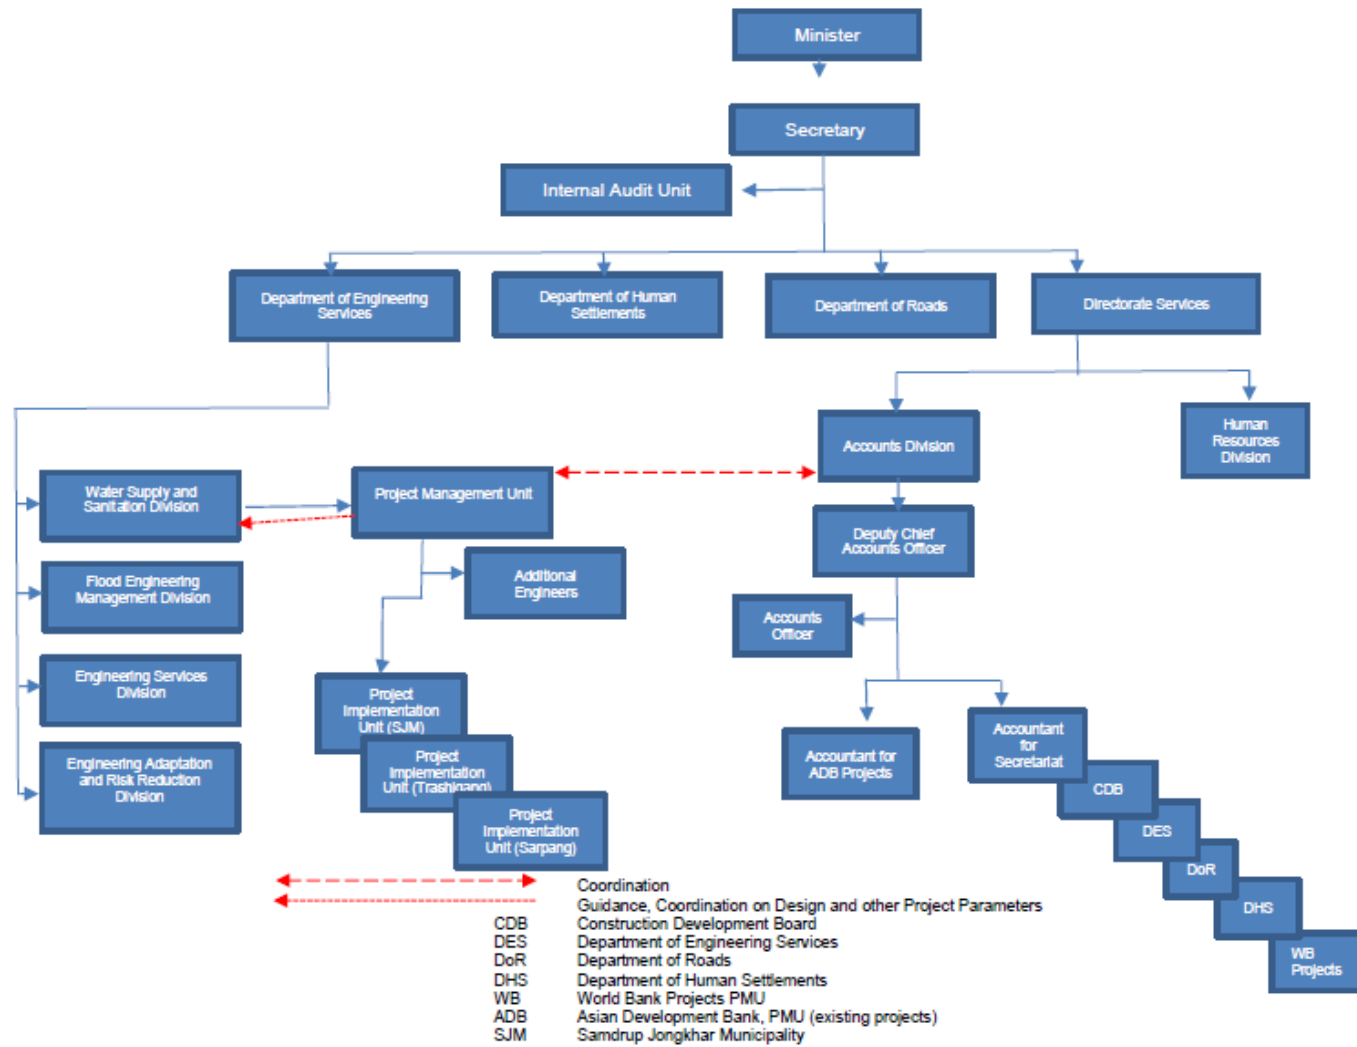 Minister
Secretary
Internal Audit Unit
Department of Engineering
Services
Department of Human
Settlements
Department of Roads
Directorate Services
Accounts Division
Human
Resources
Division
Water Supply and
Sanitation Division
Project Management Unit
Deputy Chief
Accounts Officer
Flood Engineering
Management Division
Additional
Engineers
Accounts
Officer
Engineering Services
Division
Project
Implementation
Unit (SJM)
Accountant
for
Secretariat
Engineering Adaptation
and Risk Reduction
Division
Project
Implementation
Unit (Trashigang)
Accountant for
ADB Projects
CDB
Project
Implementation
Unit (Sarpang)
DES
DoR
DHS
WB
Projects
Coordination
Guidance, Coordination on Design and other Project Parameters
CDB Construction Development Board
DES Department of Engineering Services
DoR Department of Roads
DHS Department of Human Settlements
WB World Bank Projects PMU
ADB Asian Development Bank, PMU (existing projects)
SJM Samdrup Jongkhar Municipality